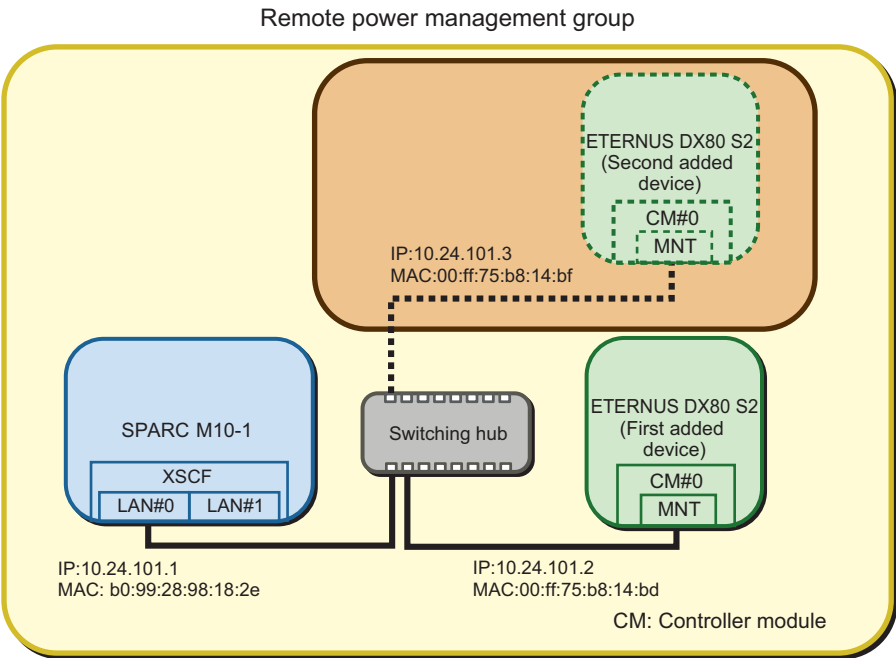 Remote power management group
ETERNUS DX80 S2
(Second added
device)
CM#0
MNT
IP:10.24.101.3
MAC:00:ff:75:b8:14:bf
SPARC M10-1
XSCF
LAN#0
LAN#1
Switching hub
ETERNUS DX80 S2
(First added
device)
CM#0
MNT
IP:10.24.101.1
MAC: b0:99:28:98:18:2e
IP:10.24.101.2
MAC:00:ff:75:b8:14:bd
CM: Controller module